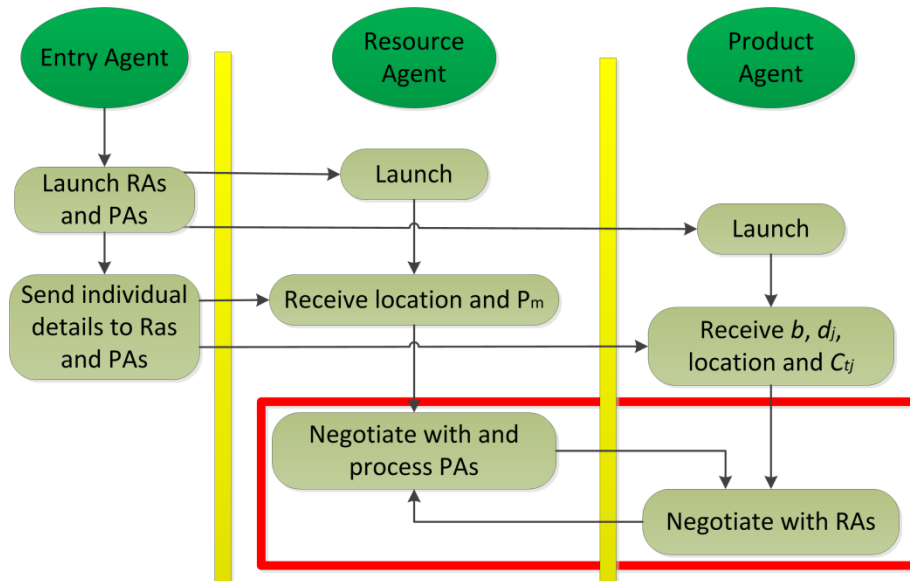 Entry Agent
Resource
Agent
Product
Agent
Launch RAs
and PAs
Launch
Launch
Send individual
details to Ras
and PAs
Receive location and Pm
Receive b, dj,
location and Ctj
Negotiate with and
process PAs
Negotiate with RAs